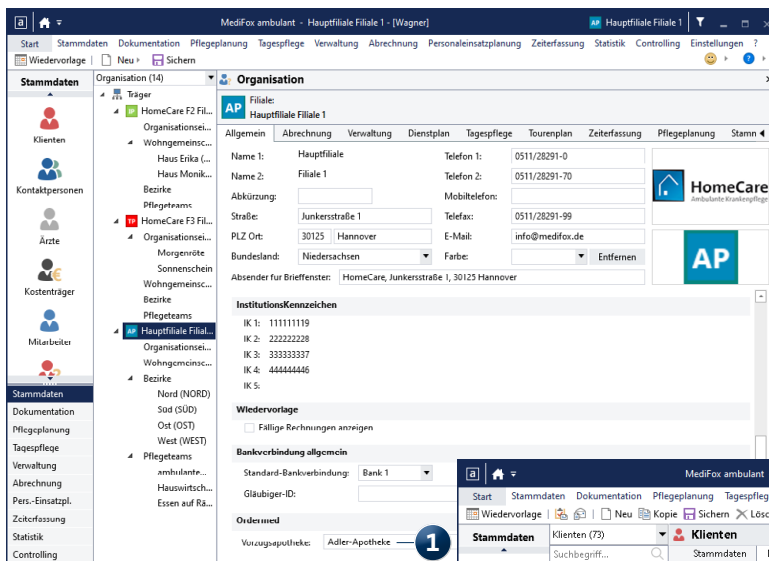 a MediFox ambulant - Hauptfiliale Filiale 1 - [Wagner] AP Hauptfiliale Filiale 1
Start Stammdaten Dokumentation Pflegeplanung Tagespflege Verwaltung Abrechnung Personaleinsatzplanung Zeiterfassung Statistik Controlling Einstellungen ?
Wiedervorlage Neu Sichern
Stammdaten
Klienten
Kontaktpersonen
Ärzte
Kostenträger
Mitarbeiter
Stammdaten
Dokumentation
Pflegeplanung
Tagespflege
Verwaltung
Abrechnung
Pers.-Einsatzpl.
Zeiterfassung
Statistik
Controlling
Organisation (14)
Träger
HomeCare F2 Fil...
Organisationsei...
Wohngemeinsc...
Haus Erika (...
Haus Monik...
Bezirke
Pflegeteams
TP HomeCare F3 Fil...
Organisationsei...
Morgenröte
Sonnenschein
Wohngemeinsc...
Bezirke
Pflegeteams
AP Hauptfiliale Filial...
Organisationsei...
Wohngemeinsc...
Bezirke
Nord (NORD)
Süd (SÜD)
Ost (OST)
West (WEST)
Pflegeteams
ambulante...
Hauswirtsch...
Essen auf Rä...
Organisation
AP Filiale:
Hauptfiliale Filiale 1
Allgemein Abrechnung Verwaltung Dienstplan Tagespflege Tourenplan Zeiterfassung Pflegeplanung Stamn
Name 1: Hauptfiliale Telefon 1: 0511/28291-0
Name 2: Filiale 1 Telefon 2: 0511/28291-70
Abkürzung: Mobiltelefon:
Straße: Junkersstraße 1 Telefax: 0511/28291-99
PLZ Ort: 30125 Hannover E-Mail: info@medifox.de
Bundesland: Niedersachsen Farbe: Entfernen
Absender für Brieffenster: HomeCare, Junkersstraße 1, 30125 Hannover
HomeCare
Ambulante Krankenpflege
AP
InstitutionsKennzeichen
IK 1: 111111119
IK 2: 222222228
IK 3: 333333337
IK 4: 444444446
IK 5:
Wiedervorlage
Fällige Rechnungen anzeigen
Bankverbindung allgemein
Standard-Bankverbindung: Bank 1
Gläubiger-ID:
Ordermed
Vorzugsapotheke: Adler-Apotheke
1
a MediFox ambulant
Start Stammdaten Dokumentation Pflegeplanung Tagespfleg
Wiedervorlage Neu Kopie Sichern Lösc
Stammdaten Klienten (73) Klienten
Suchbegriff... Stammdaten